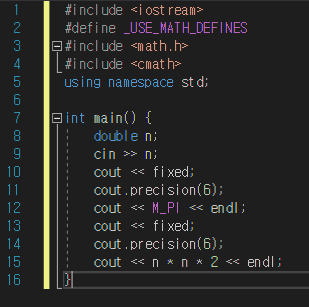 1 #include <iostream>
2 #define _USE_MATH_DEFINES
3 #include <math.h>
4 #include <cmath>
5 using namespace std;
6
7 int main() {
8 double n;
9 cin >> n;
10 cout << fixed;
11 cout.precision(6);
12 cout << M_PI << endl;
13 cout << fixed;
14 cout.precision(6);
15 cout << n * n * 2 << endl;
16 }